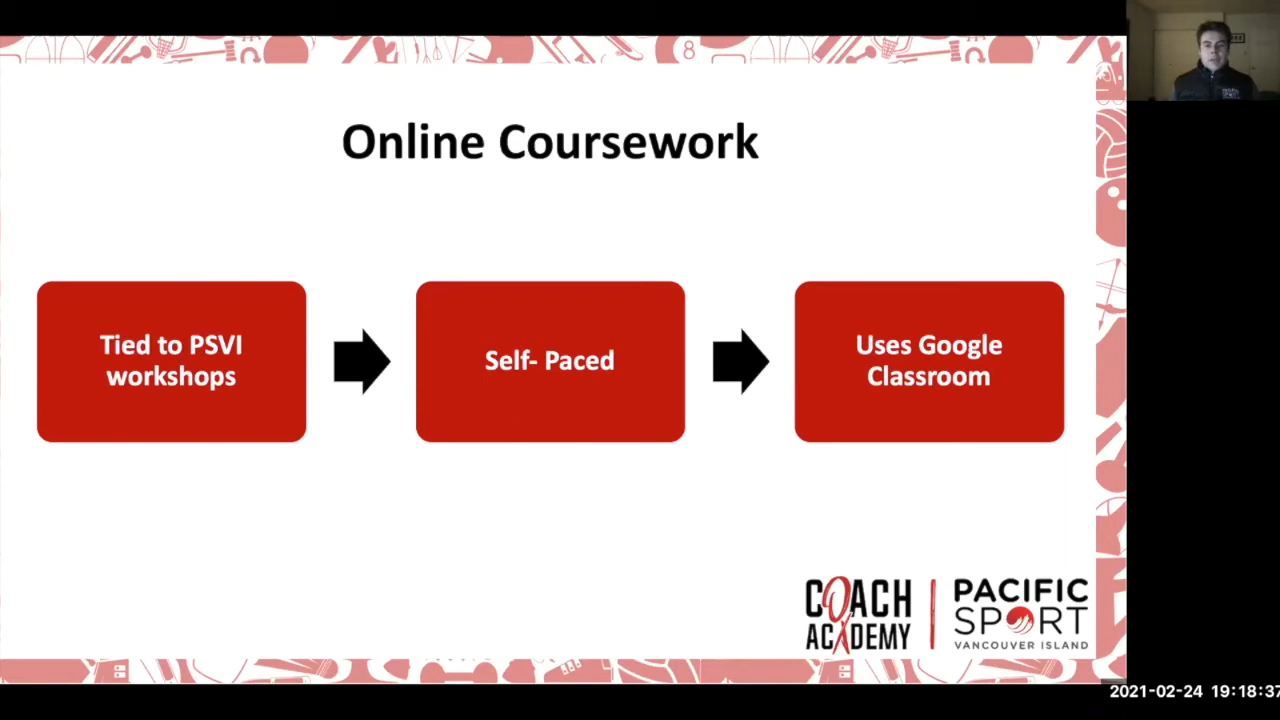 8
Online Coursework
Tied to PSVI
workshops
Self- Paced
Uses Google
Classroom
COACH
ACADEMY
PACIFIC
SPORT
VANCOUVER ISLAND
2021-02-24 19:18:37